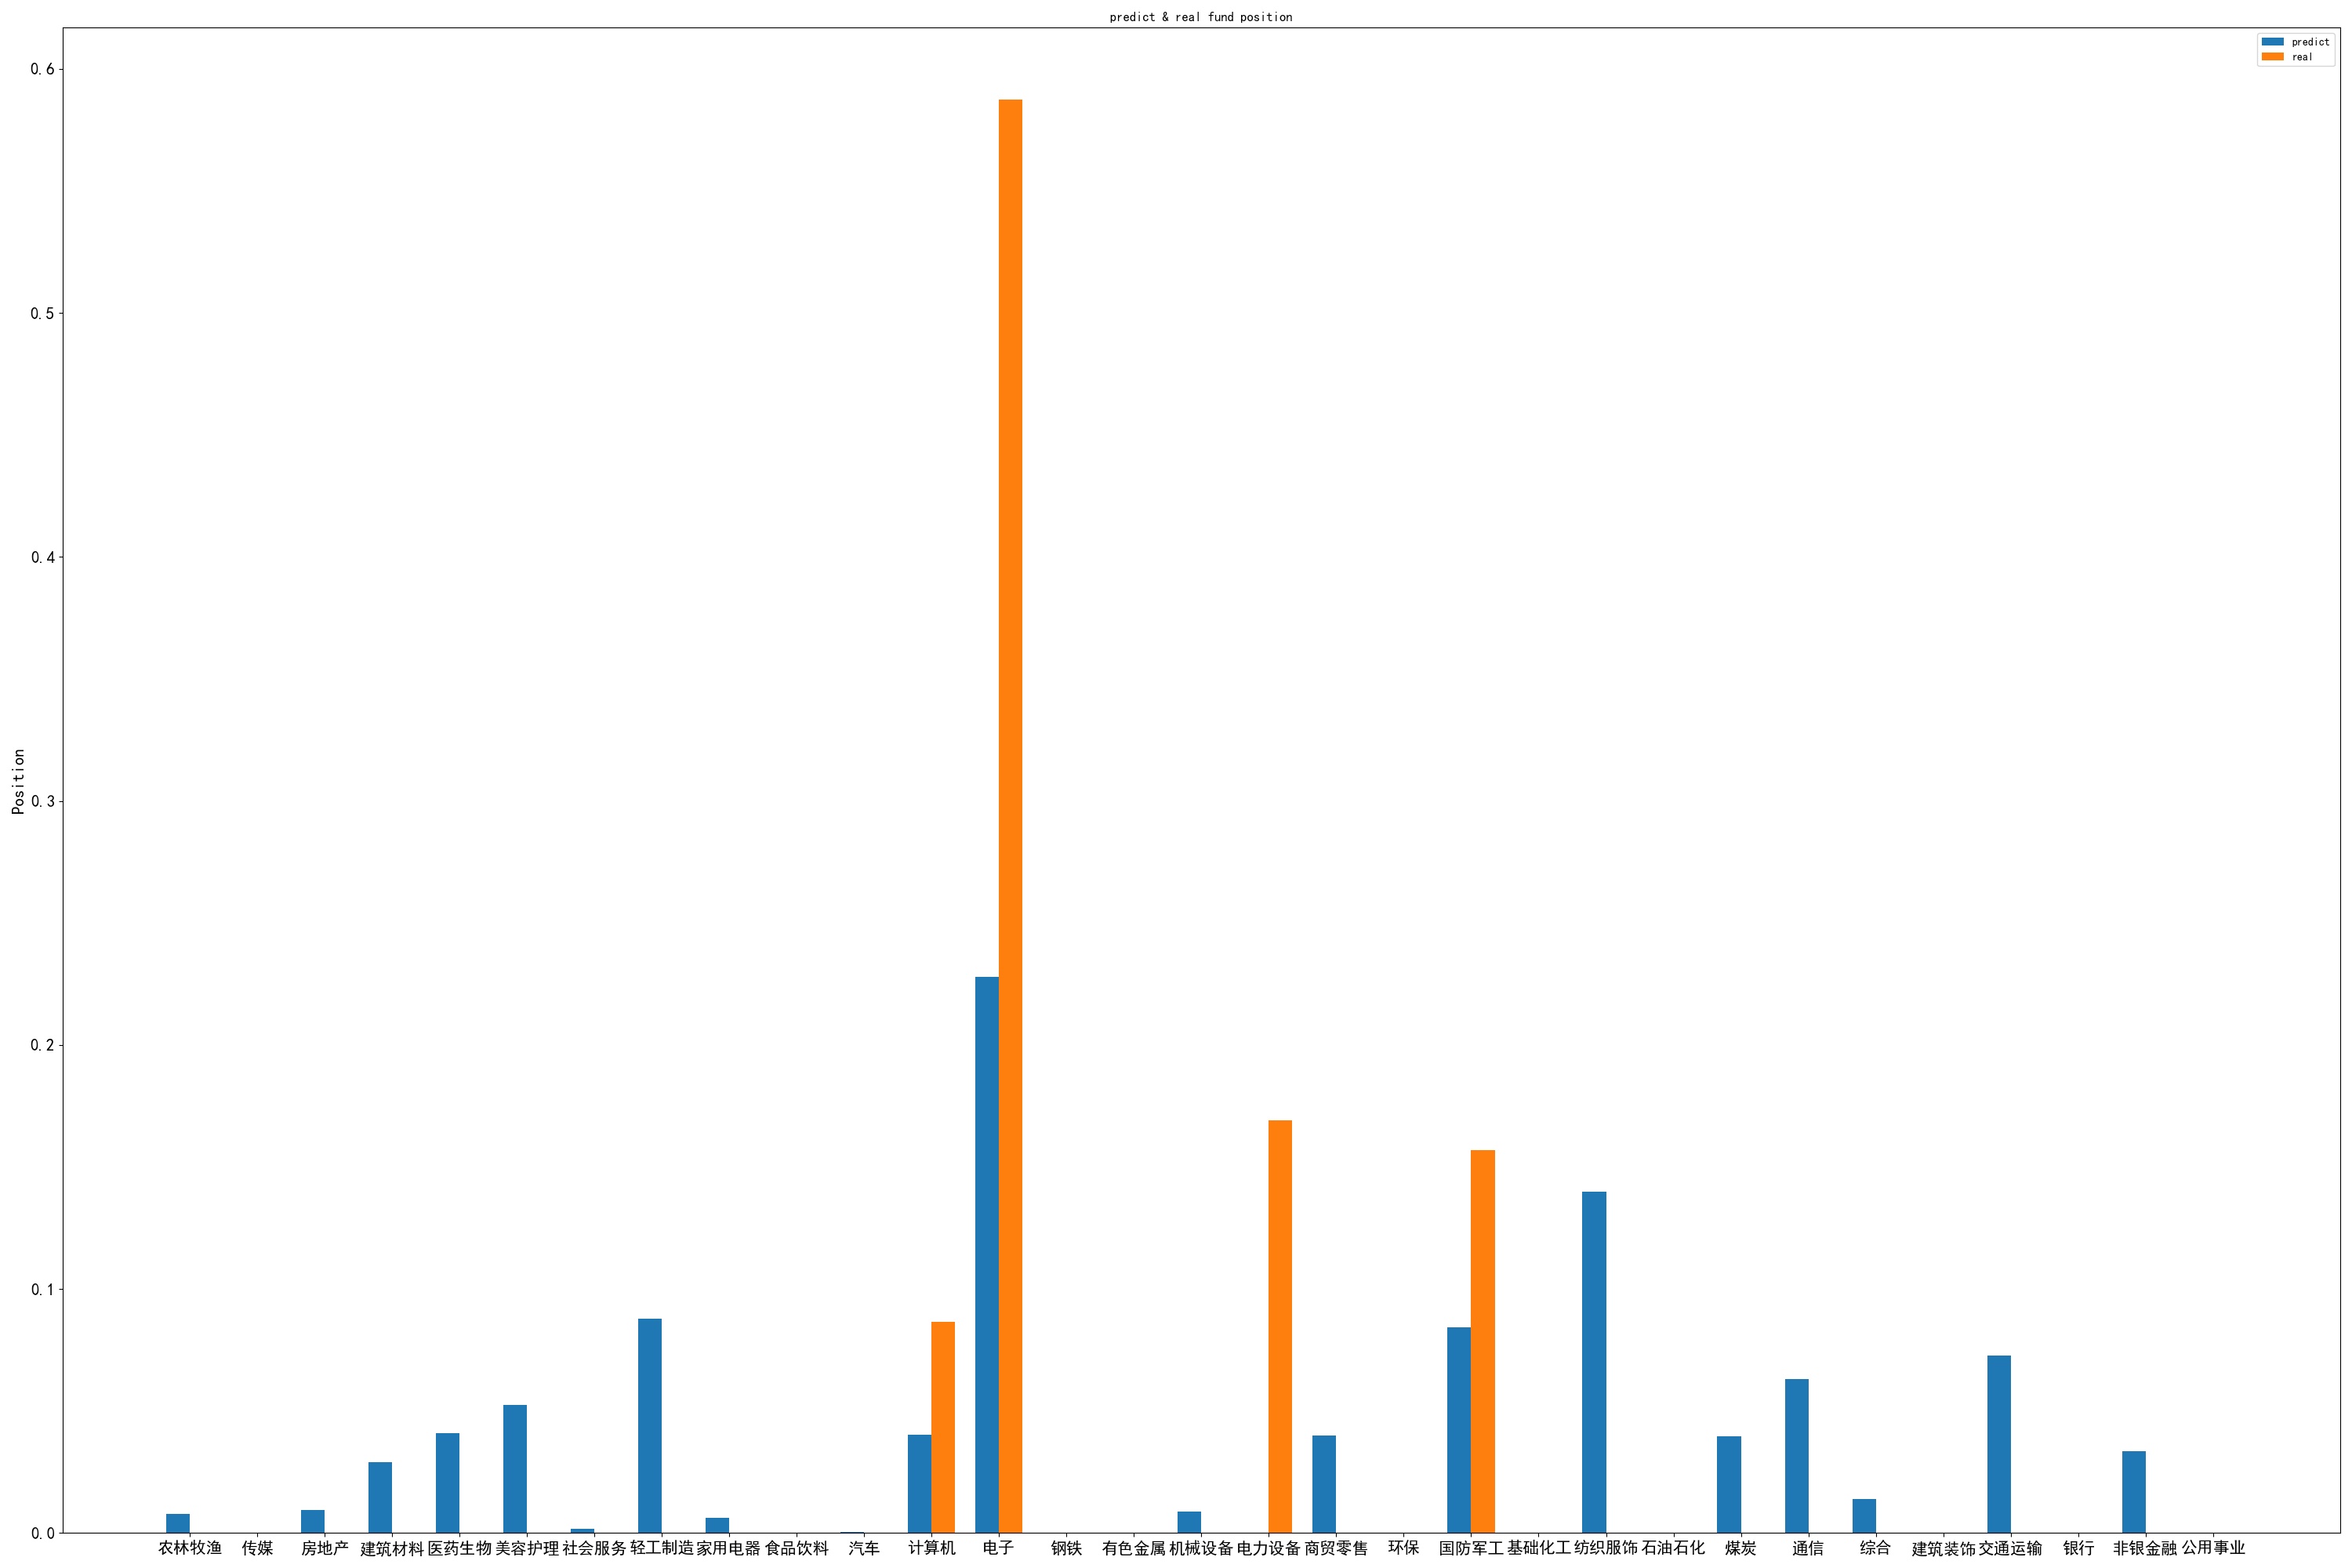 predict & real fund position
predict
real
0.6
0.5
0.4
0.3
0.2
0.1
0.0
Position
农林牧渔 传媒 房地产 建筑材料 医药生物 美容护理 社会服务 轻工制造 家用电器 食品饮料 汽车 计算机 电子 钢铁 有色金属 机械设备 电力设备 商贸零售 环保 国防军工 基础化工 纺织服饰 石油石化 煤炭 通信 综合 建筑装饰 交通运输 银行 非银金融 公用事业